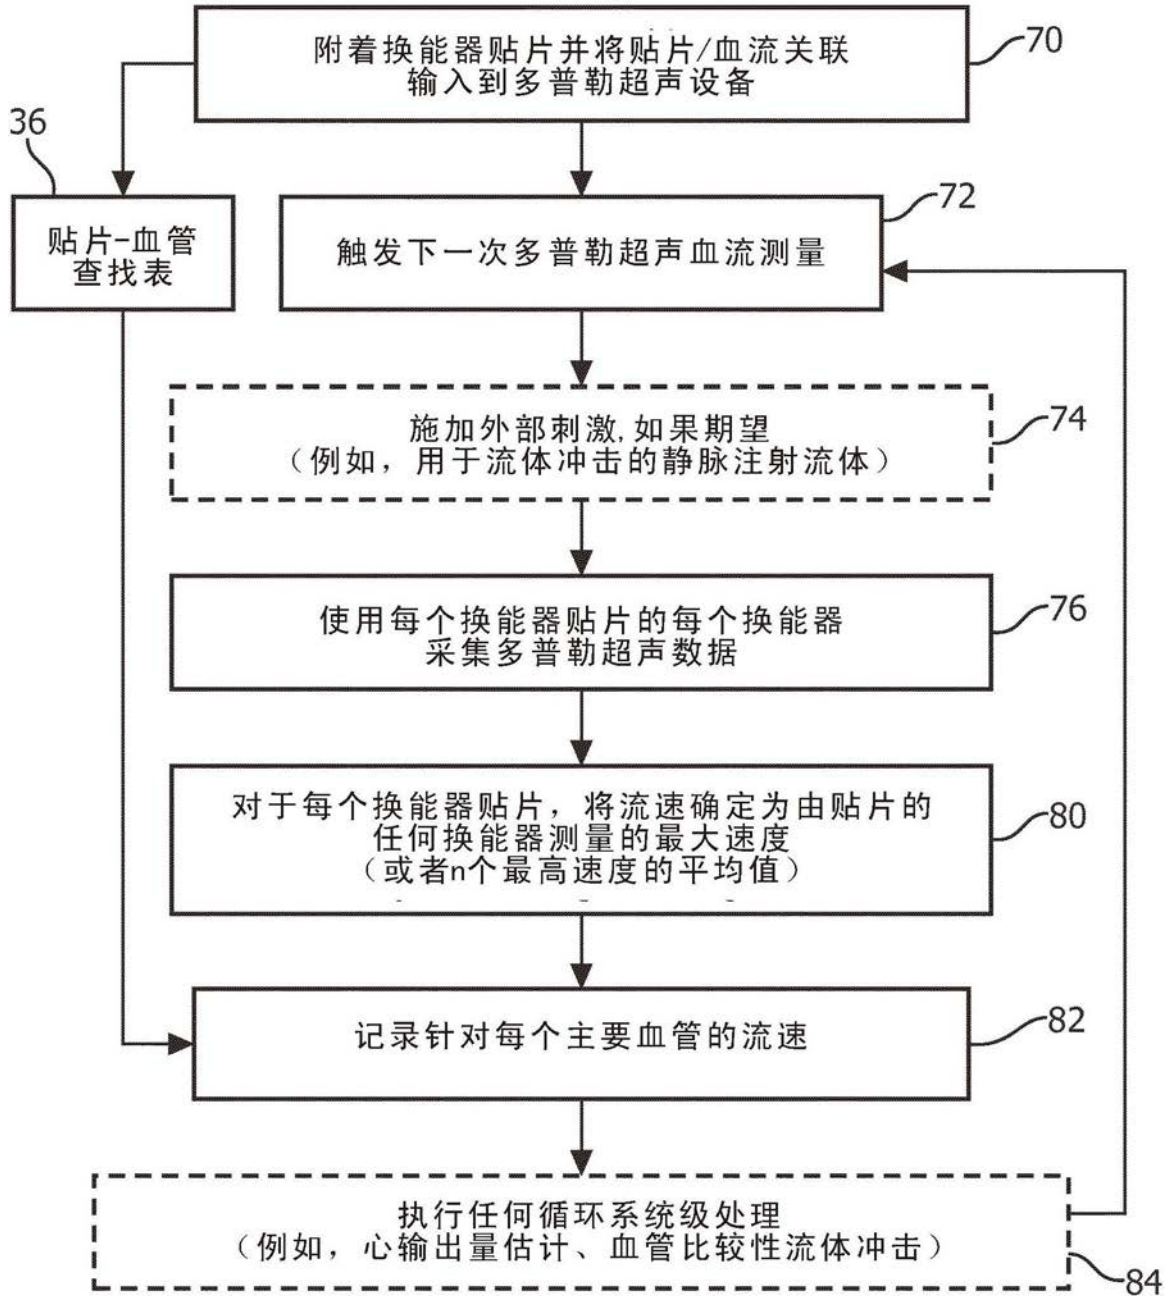 附着换能器贴片并将贴片/血流关联
输入到多普勒超声设备
70
36
贴片-血管
查找表
72
触发下一次多普勒超声血流测量
施加外部刺激,如果期望
（例如，用于流体冲击的静脉注射流体）
74
使用每个换能器贴片的每个换能器
采集多普勒超声数据
76
对于每个换能器贴片，将流速确定为由贴片的
任何换能器测量的最大速度
（或者n个最高速度的平均值）
80
记录针对每个主要血管的流速
82
执行任何循环系统级处理
（例如，心输出量估计、血管比较性流体冲击）
84